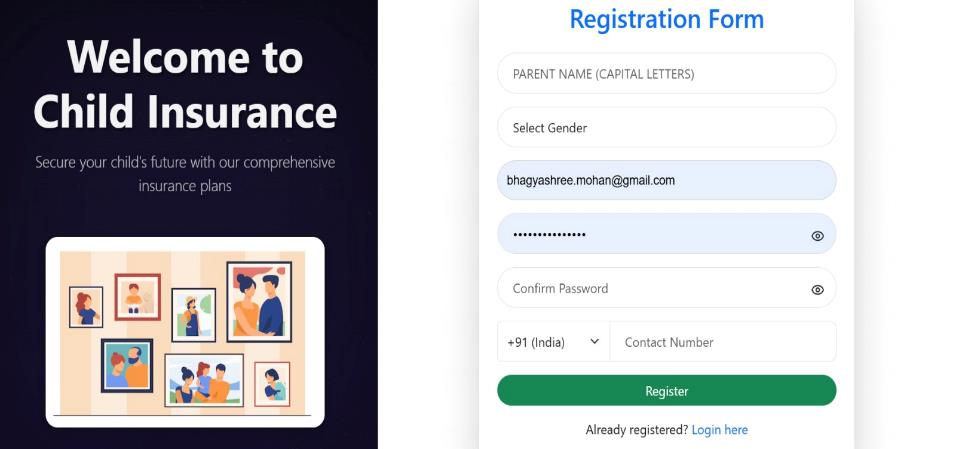 Welcome to
Child Insurance
Secure your child's future with our comprehensive
insurance plans
Registration Form
PARENT NAME (CAPITAL LETTERS)
Select Gender
bhagyashree.mohan@gmail.com
•••••••••••••••
Confirm Password
+91 (India)
Contact Number
Register
Already registered? Login here